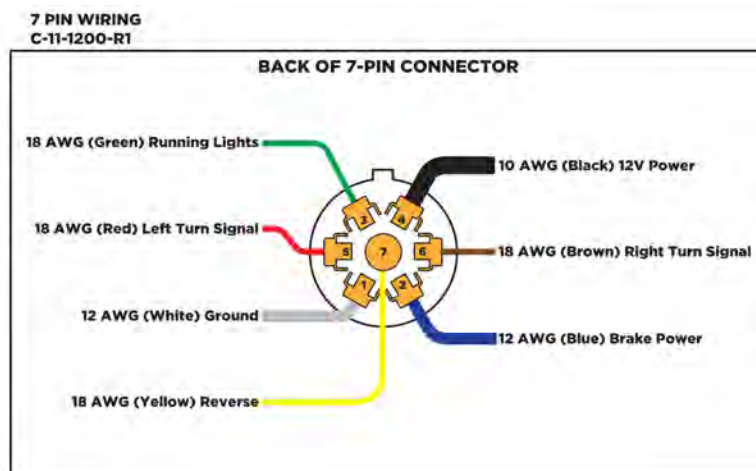 7 PIN WIRING
C-11-1200-R1
BACK OF 7-PIN CONNECTOR
18 AWG (Green) Running Lights
10 AWG (Black) 12V Power
3
4
18 AWG (Red) Left Turn Signal
5
7
6
18 AWG (Brown) Right Turn Signal
1
2
12 AWG (White) Ground
12 AWG (Blue) Brake Power
18 AWG (Yellow) Reverse